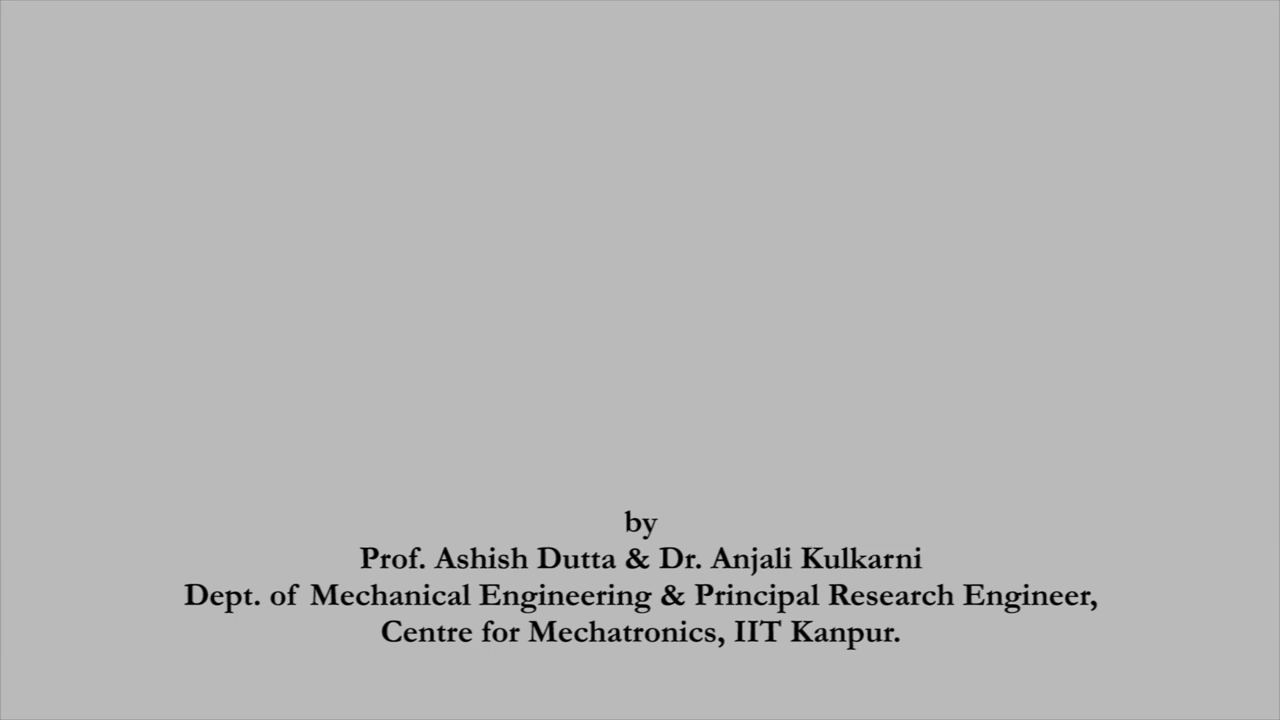 by
Prof. Ashish Dutta & Dr. Anjali Kulkarni
Dept. of Mechanical Engineering & Principal Research Engineer,
Centre for Mechatronics, IIT Kanpur.